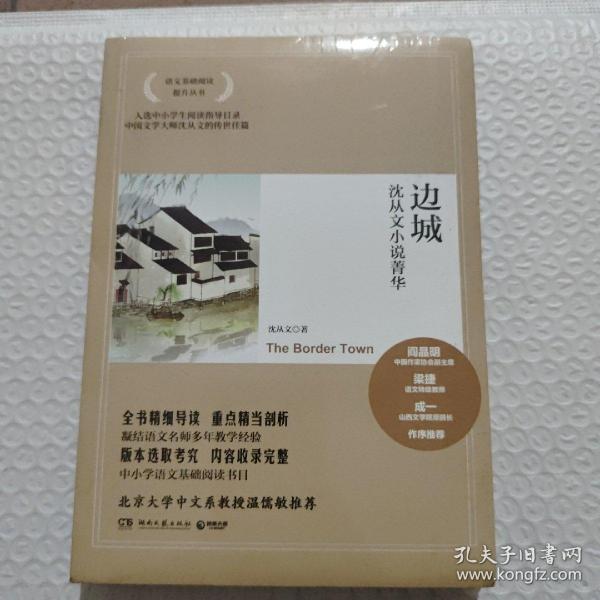 语文基础阅读
提升丛书
入选中小学生阅读指导目录
中国文学大师沈从文的传世佳篇
边城
沈从文小说菁华
沈从文◎著
The Border Town
阎晶明
中国作家协会副主席
梁捷
语文特级教师
成一
山西文学院原院长
作序推荐
全书精细导读 重点精当剖析
凝结语文名师多年教学经验
版本选取考究 内容收录完整
中小学语文基础阅读书目
北京大学中文系教授温儒敏推荐
湖南文艺出版社
孔夫子旧书网
www.kongfz.com